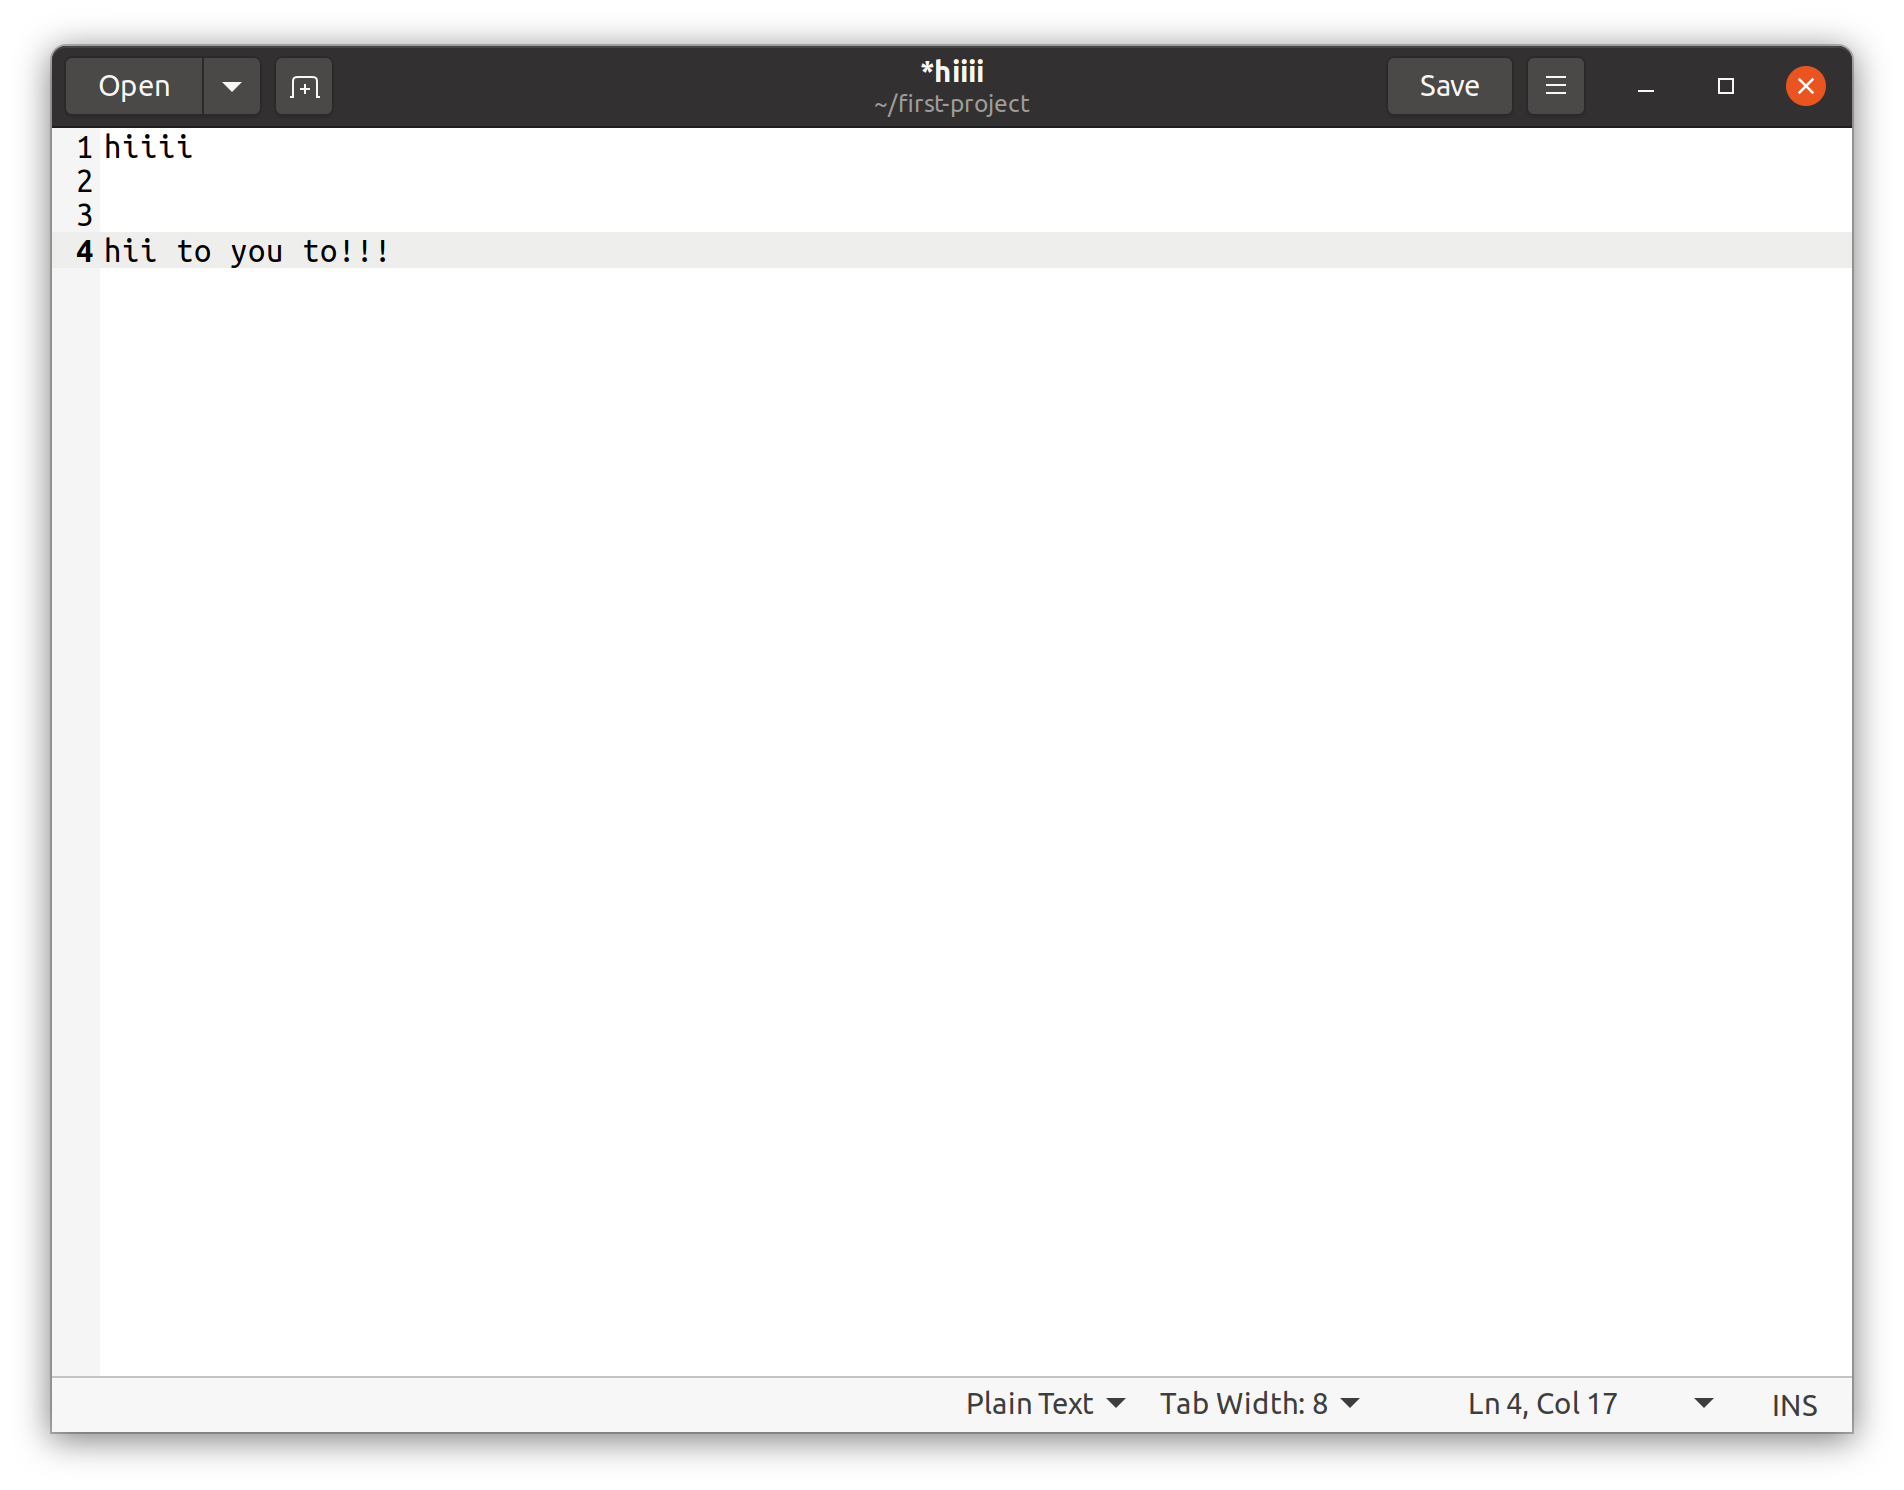 Open
*hiiii
~/first-project
Save
1 hiiii
2
3
4 hii to you to!!!
Plain Text Tab Width: 8 Ln 4, Col 17 INS